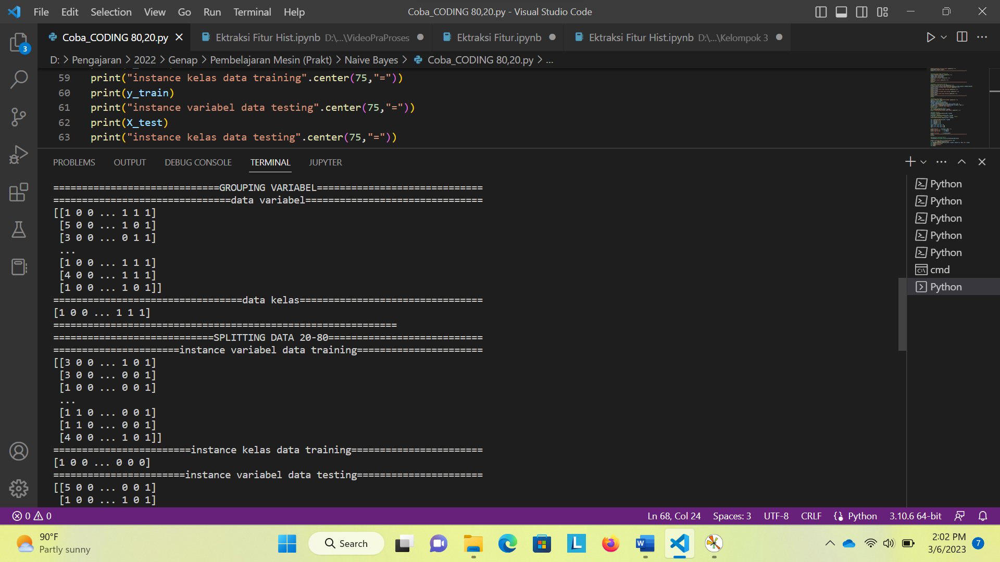 File Edit Selection View Go Run Terminal Help
Coba_CODING 80,20.py - Visual Studio Code
Coba_CODING 80,20.py
Ektraksi Fitur Hist.ipynb D:\...\VideoPraProses
Ektraksi Fitur.ipynb
Ektraksi Fitur Hist.ipynb D:\...\Kelompok 3
3
D: > Pengajaran > 2022 > Genap > Pembelajaran Mesin (Prakt) > Naive Bayes > Coba_CODING 80,20.py > ...
59 print("instance kelas data training".center(75,"="))
60 print(y_train)
61 print("instance variabel data testing".center(75,"="))
62 print(X_test)
63 print("instance kelas data testing".center(75,"="))
PROBLEMS OUTPUT DEBUG CONSOLE TERMINAL JUPYTER
=============================GROUPING VARIABEL=============================
===============================data variabel===============================
[[1 0 0 ... 1 1 1]
 [5 0 0 ... 1 0 1]
 [3 0 0 ... 0 1 1]
 ...
 [1 0 0 ... 1 1 1]
 [4 0 0 ... 1 1 1]
 [1 0 0 ... 1 0 1]]
=================================data kelas================================
[1 0 0 ... 1 1 1]
============================================================
============================SPLITTING DATA 20-80===========================
======================instance variabel data training======================
[[3 0 0 ... 1 0 1]
 [3 0 0 ... 0 0 1]
 [1 0 0 ... 0 0 1]
 ...
 [1 1 0 ... 0 0 1]
 [1 1 0 ... 0 0 1]
 [4 0 0 ... 1 0 1]]
========================instance kelas data training=======================
[1 0 0 ... 0 0 0]
=======================instance variabel data testing======================
[[5 0 0 ... 0 0 1]
 [1 0 0 ... 1 0 1]
Python
Python
Python
Python
Python
cmd
Python
0 0
Ln 68, Col 24 Spaces: 3 UTF-8 CRLF Python 3.10.6 64-bit
90°F
Partly sunny
Search
2:02 PM
3/6/2023
7